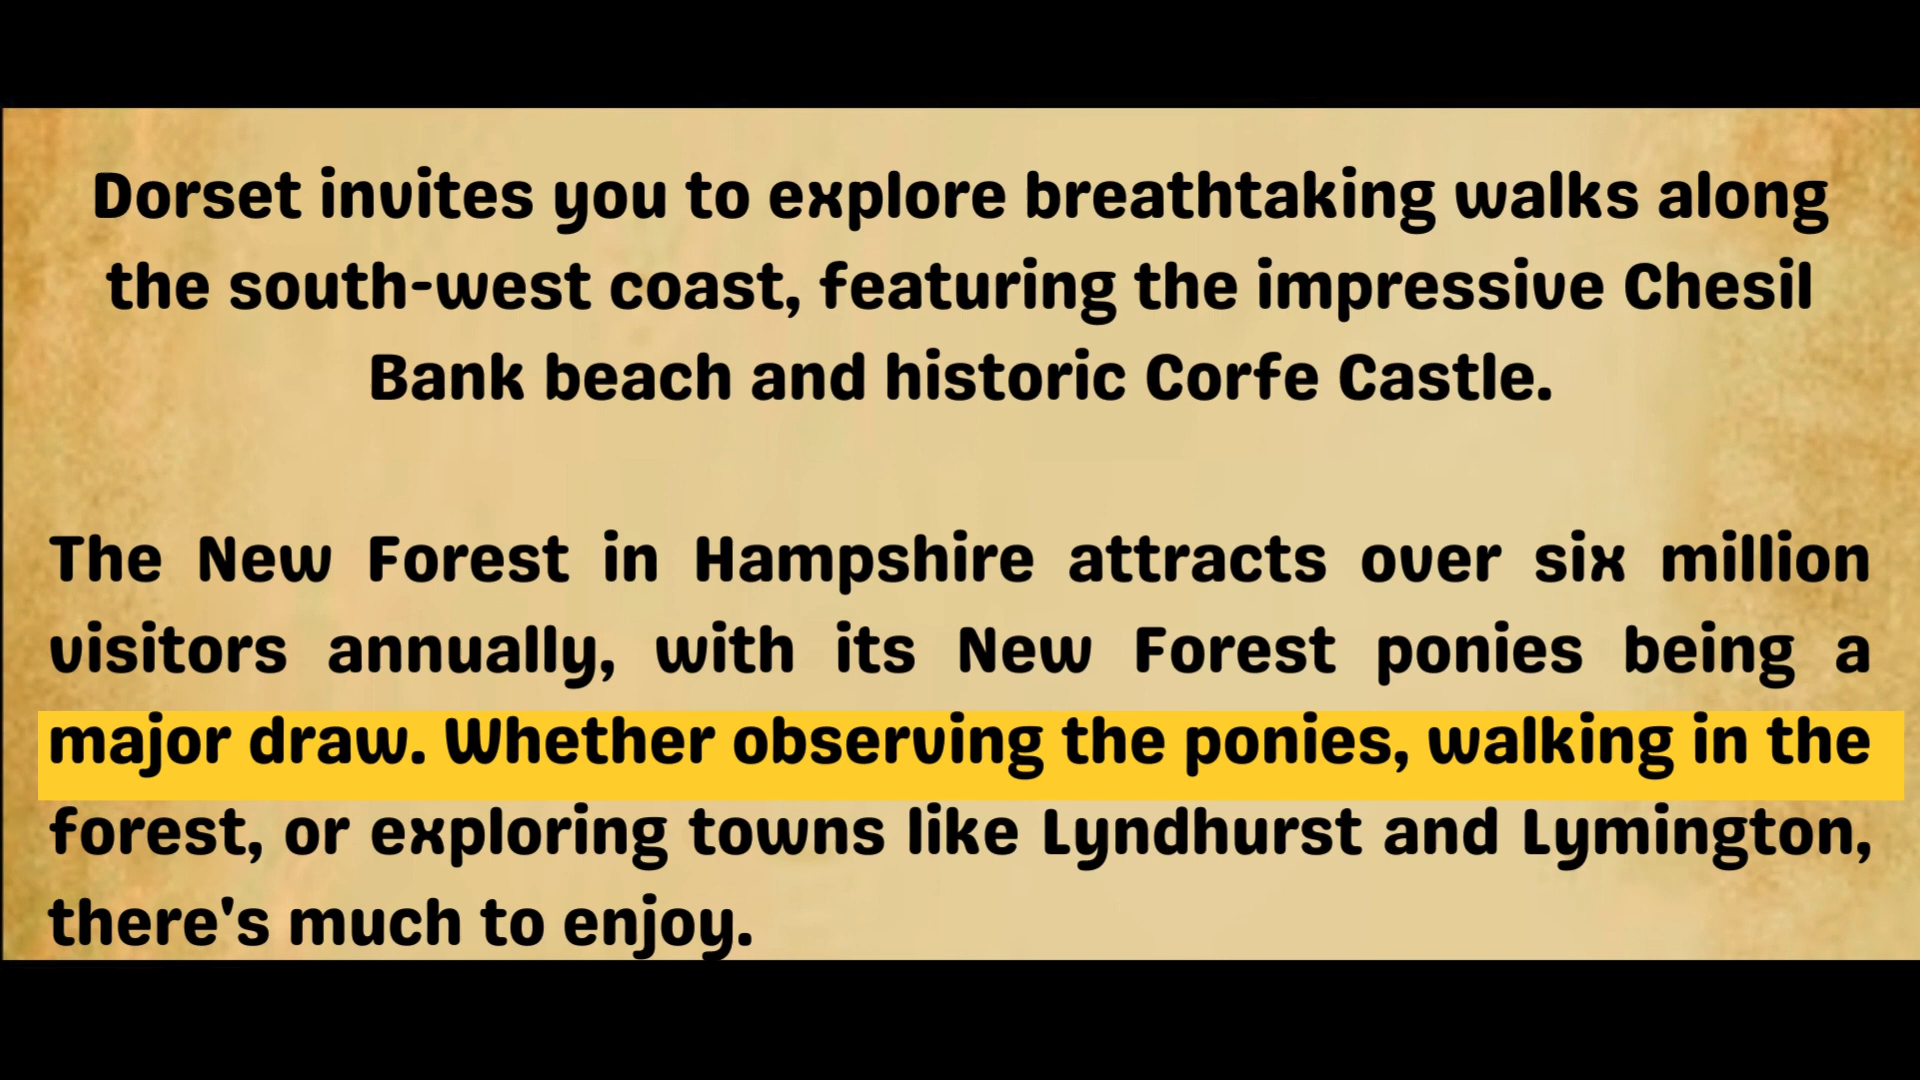 Dorset invites you to explore breathtaking walks along
the south-west coast, featuring the impressive Chesil
Bank beach and historic Corfe Castle.
The New Forest in Hampshire attracts over six million
visitors annually, with its New Forest ponies being a
major draw. Whether observing the ponies, walking in the
forest, or exploring towns like Lyndhurst and Lymington,
there's much to enjoy.